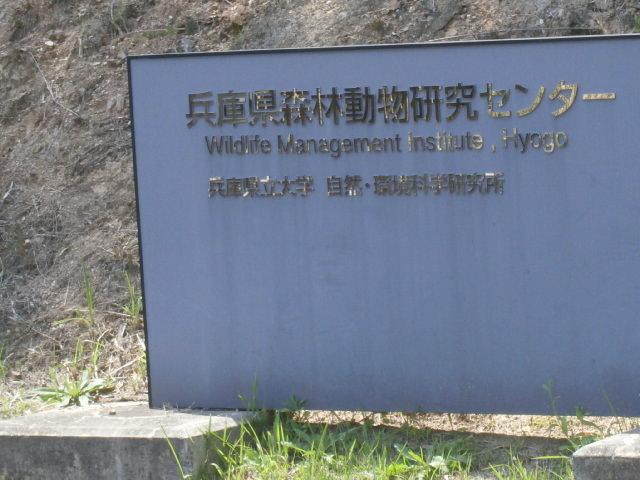 兵庫県森林動物研究センター
Wildlife Management Institute , Hyogo
兵庫県立大学 自然・環境科学研究所